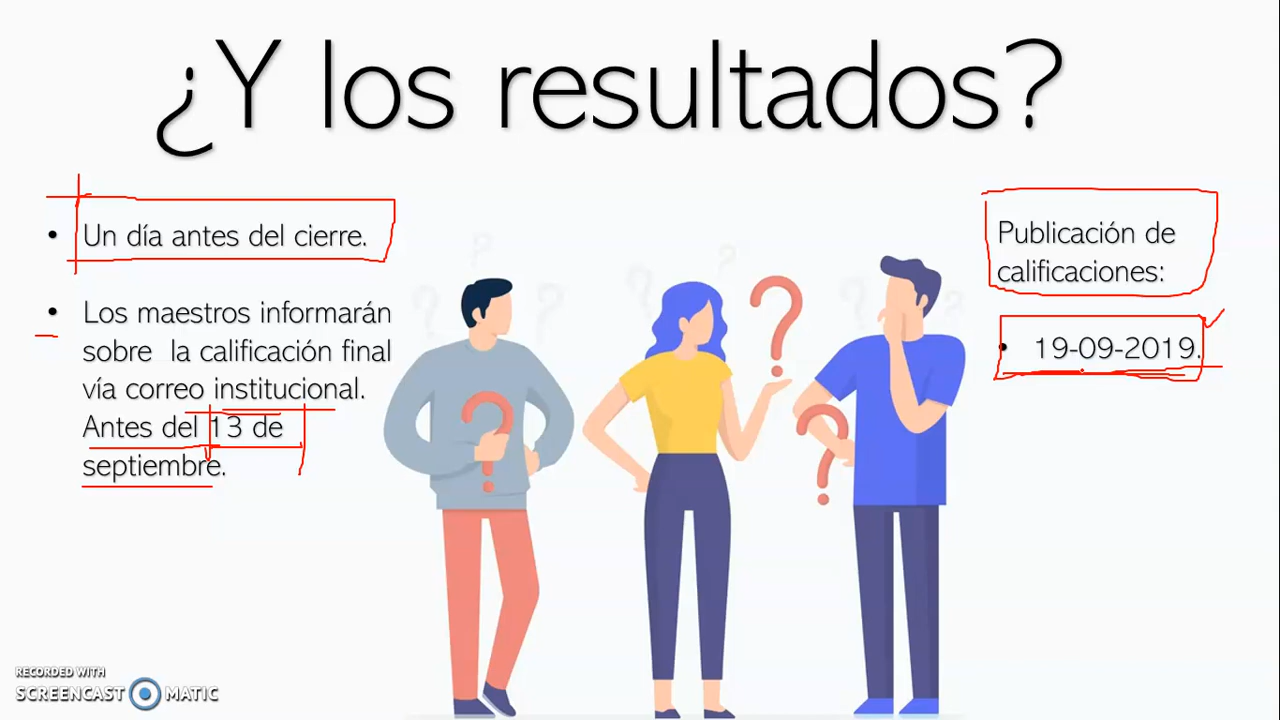 ¿Y los resultados?
• Un día antes del cierre.
• Los maestros informarán
sobre la calificación final
vía correo institucional.
Antes del 13 de
septiembre.
Publicación de
calificaciones:
• 19-09-2019.
RECORDED WITH
SCREENCAST MATIC